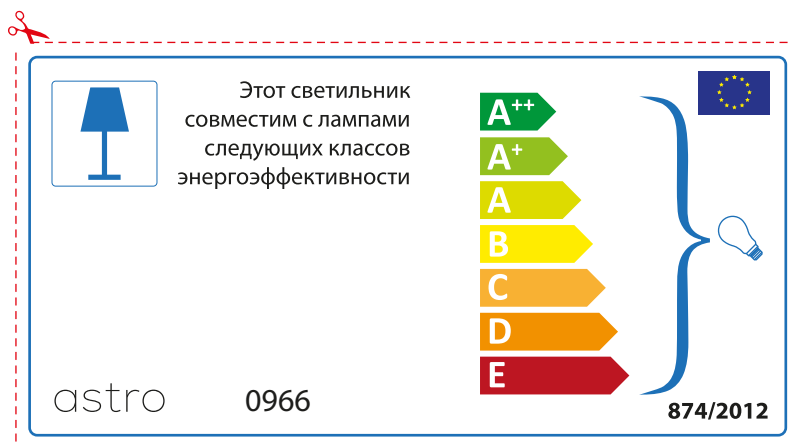 Этот светильник
совместим с лампами
следующих классов
энергоэффективности
A++
A+
A
B
C
D
E
astro
0966
874/2012